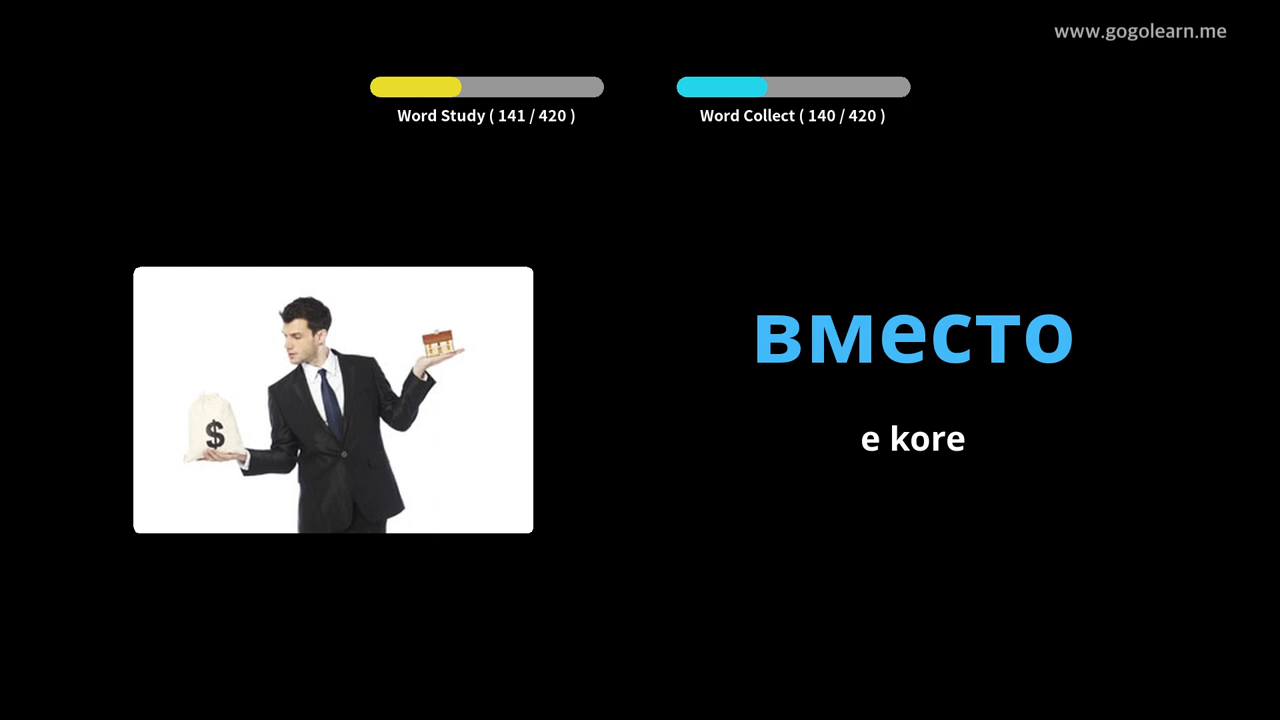 www.gogolearn.me
Word Study ( 141 / 420 )
Word Collect ( 140 / 420 )
вместо
$
e kore